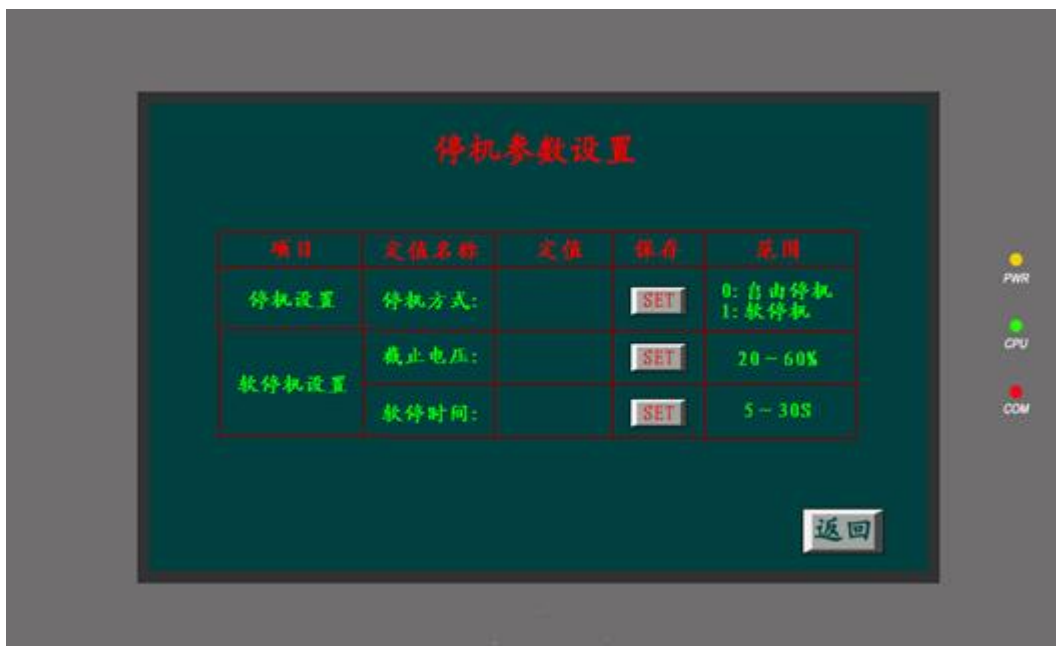 停机参数设置
项目 定值名称 定值 保存 范围
停机设置 停机方式: SET 0: 自由停机
1: 软停机
软停机设置 截止电压: SET 20~60%
软停时间: SET 5~30S
返回
PWR
CPU
COM